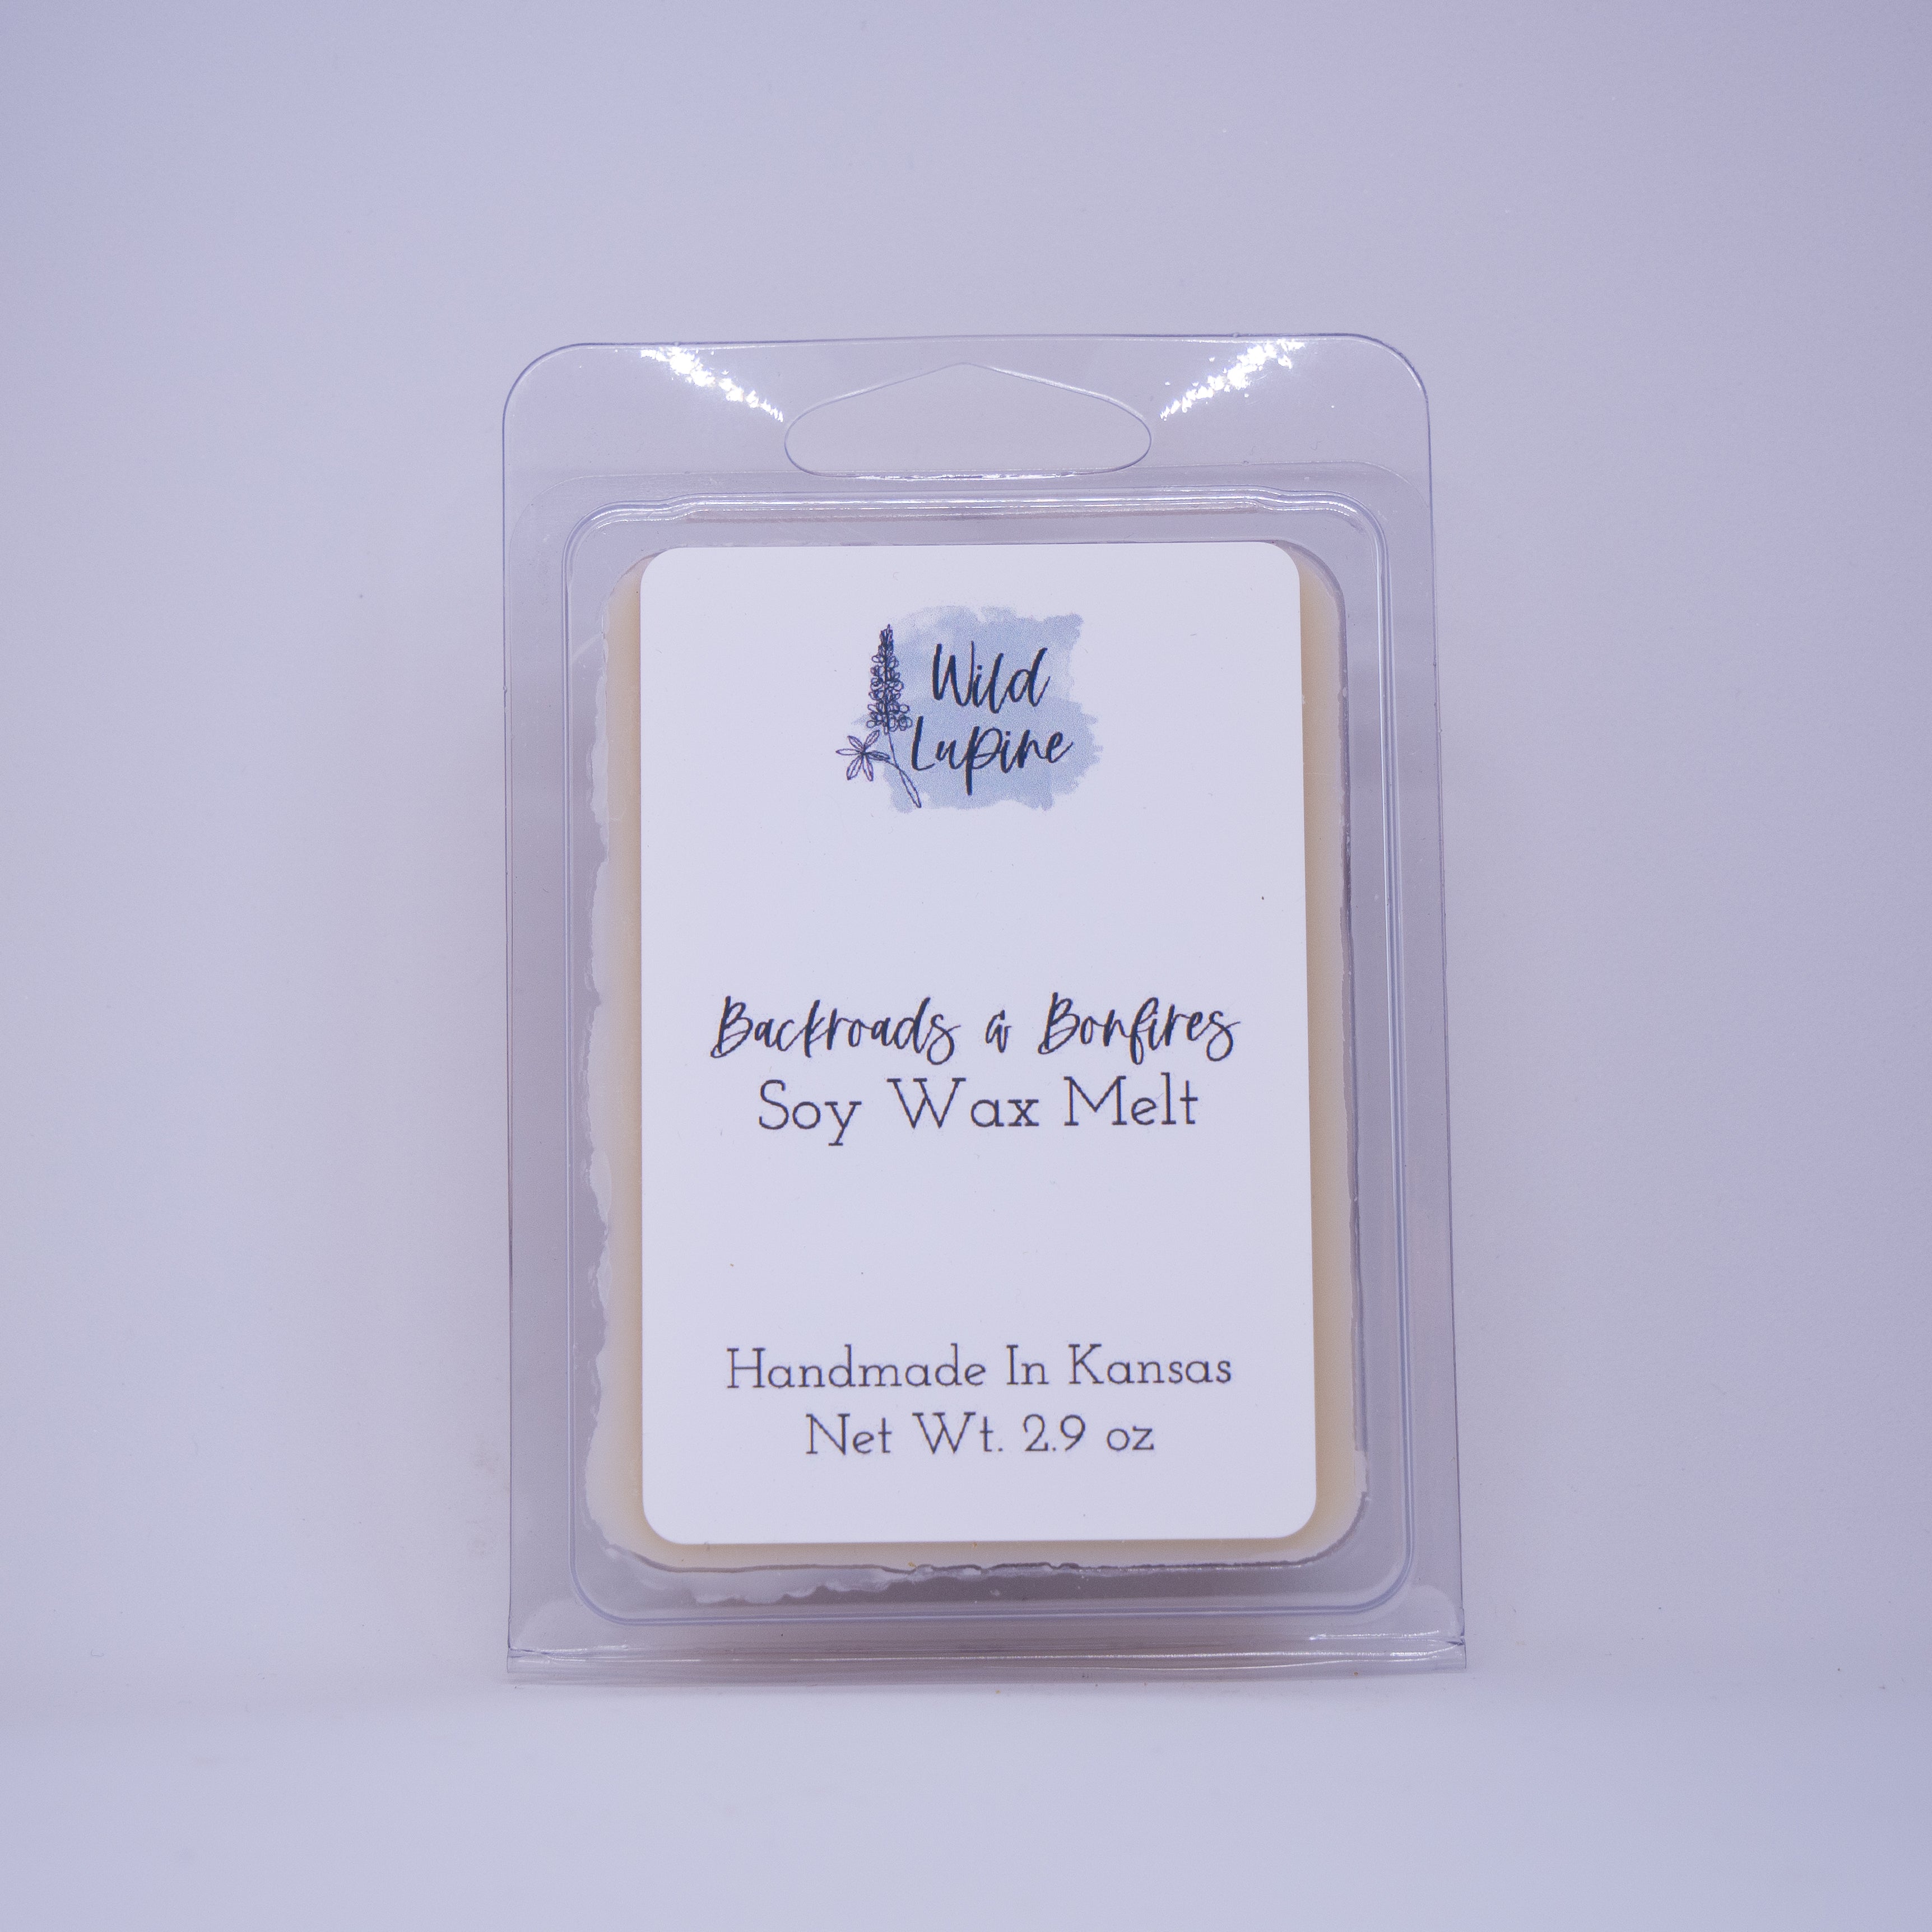 Wild
Lupine
Backroads & Bonfires
Soy Wax Melt
Handmade In Kansas
Net Wt. 2.9 oz